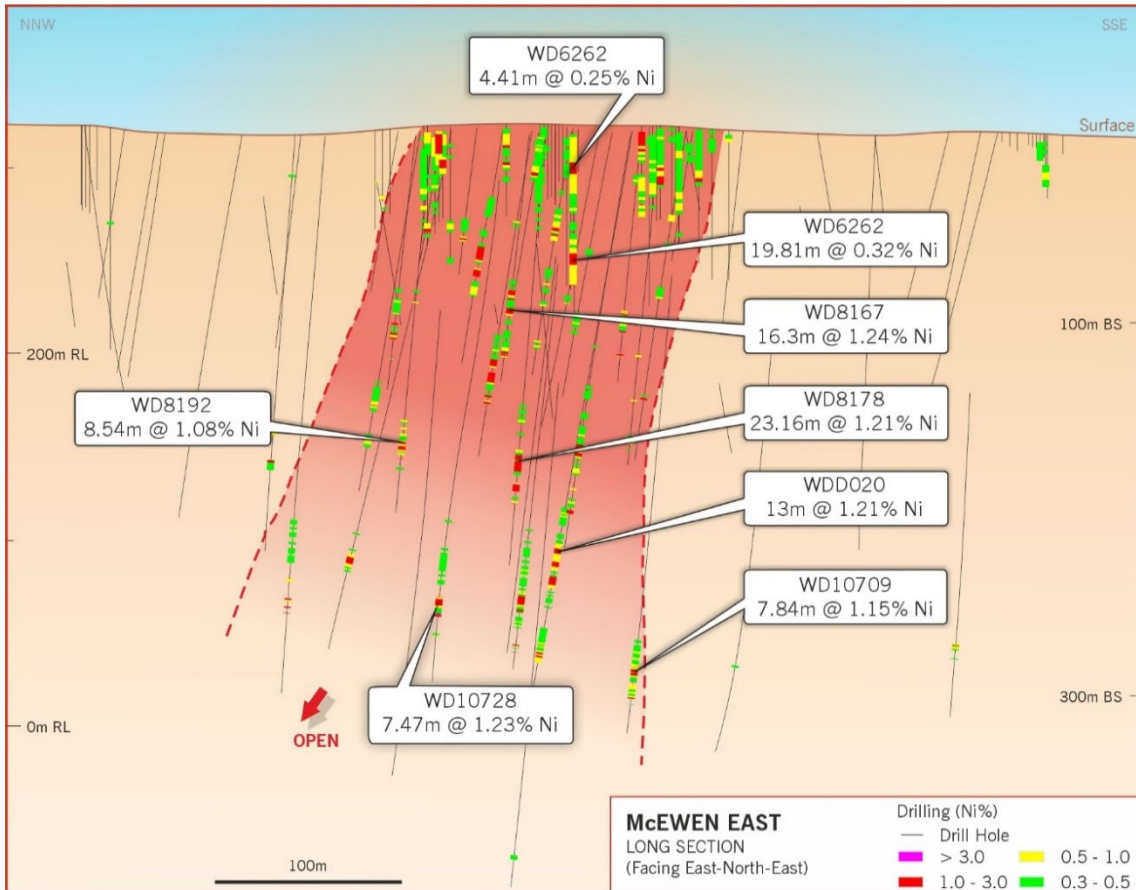 NNW
SSE
WD6262
4.41m @ 0.25% Ni
Surface
WD6262
19.81m @ 0.32% Ni
WD8167
16.3m @ 1.24% Ni
100m BS
200m RL
WD8178
23.16m @ 1.21% Ni
WD8192
8.54m @ 1.08% Ni
WDD020
13m @ 1.21% Ni
WD10709
7.84m @ 1.15% Ni
WD10728
7.47m @ 1.23% Ni
300m BS
0m RL
OPEN
100m
McEWEN EAST
LONG SECTION
(Facing East-North-East)
Drilling (Ni%)
Drill Hole
> 3.0
0.5 - 1.0
1.0 - 3.0
0.3 - 0.5